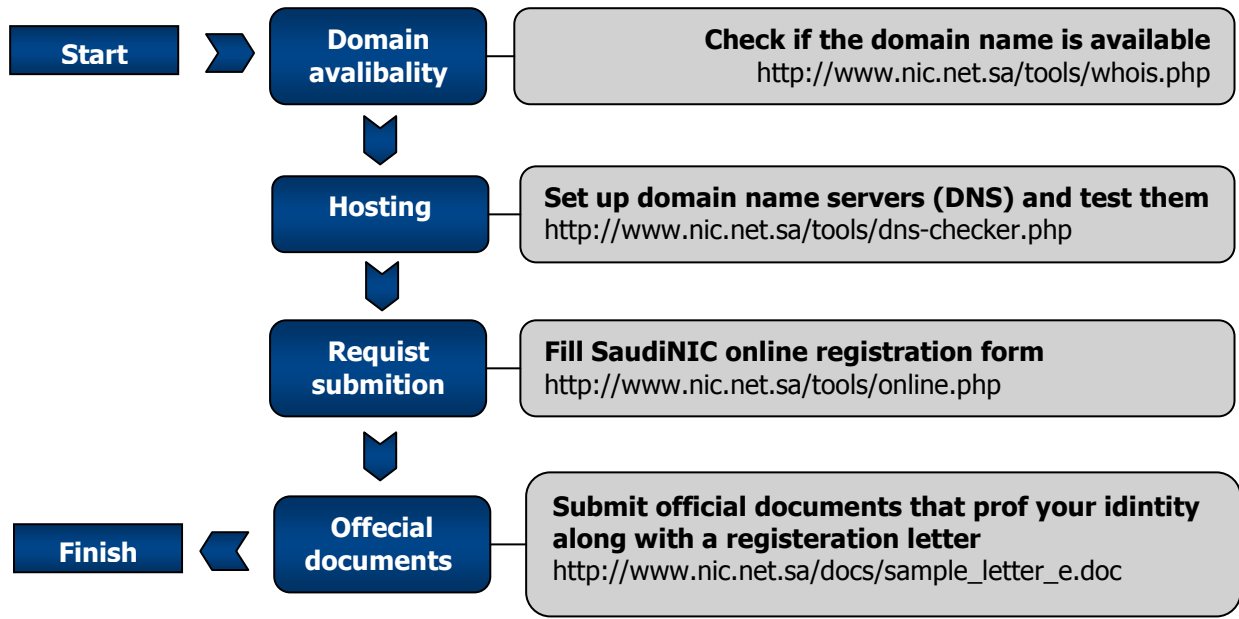 Start
Domain
avalibality
Check if the domain name is available
http://www.nic.net.sa/tools/whois.php
Hosting
Set up domain name servers (DNS) and test them
http://www.nic.net.sa/tools/dns-checker.php
Requist
submition
Fill SaudiNIC online registration form
http://www.nic.net.sa/tools/online.php
Offecial
documents
Submit official documents that prof your idintity
along with a registeration letter
http://www.nic.net.sa/docs/sample_letter_e.doc
Finish